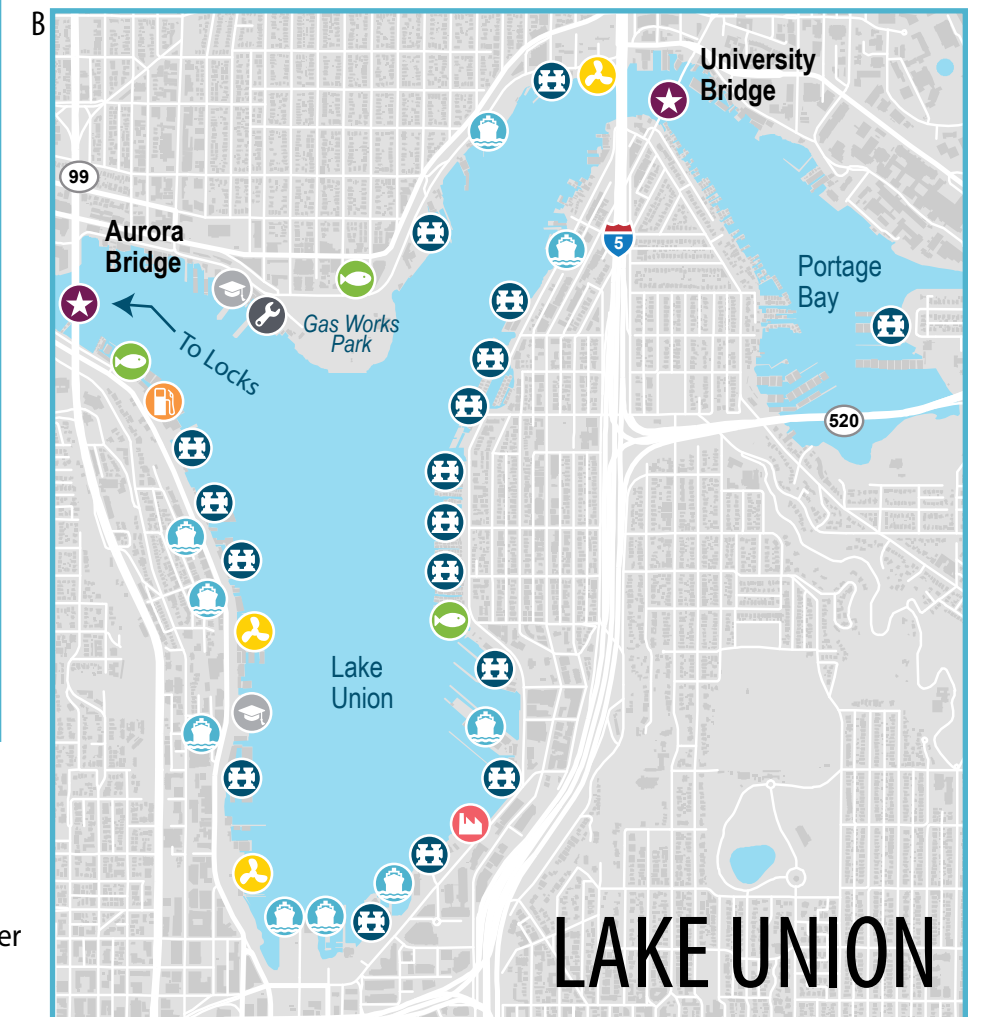 B
University
Bridge
99
Aurora
Bridge
5
Portage
Bay
Gas Works
Park
To Locks
520
Lake
Union
er
LAKE UNION